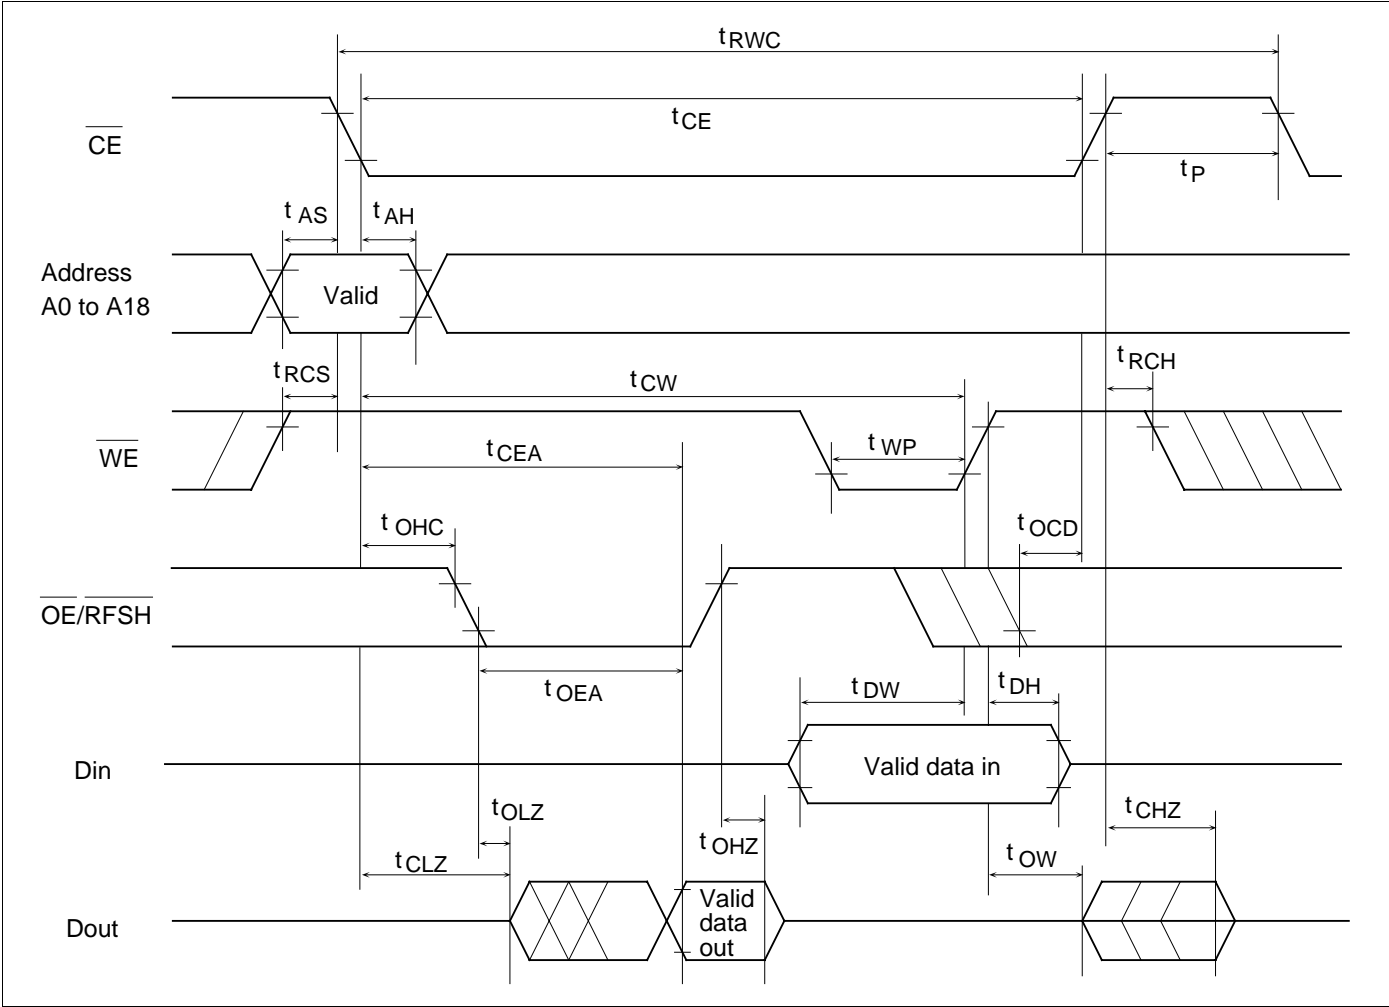 tRWC
tCE
CE
tP
tAS
tAH
Address
A0 to A18
Valid
tRCS
tCW
tRCH
WE
tCEA
tWP
tOHC
tOCD
OE/RFSH
tOEA
tDW
tDH
Din
Valid data in
tOLZ
tOHZ
tCHZ
tCLZ
tOW
Dout
Valid
data
out